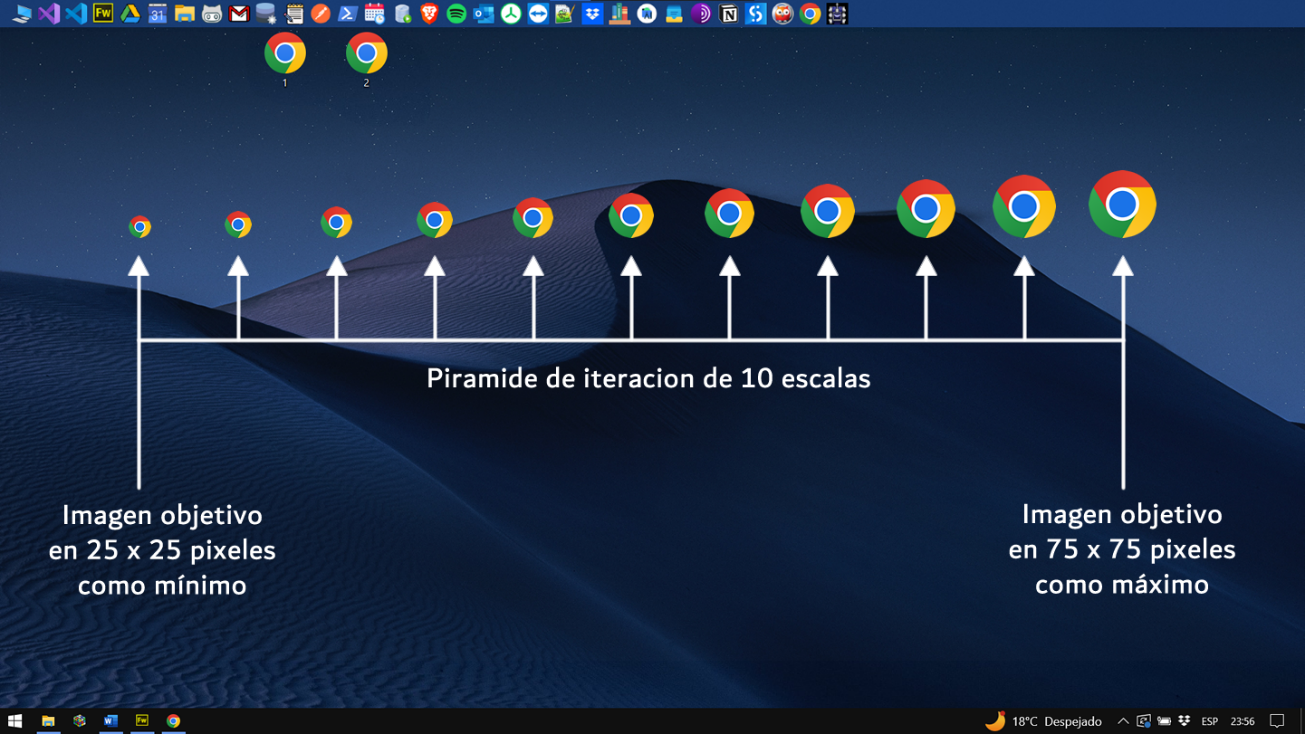 Fw
31
1
2
Piramide de iteracion de 10 escalas
Imagen objetivo
en 25 x 25 pixeles
como mínimo
Imagen objetivo
en 75 x 75 pixeles
como máximo
W
Fw
18°C Despejado
ESP
23:56